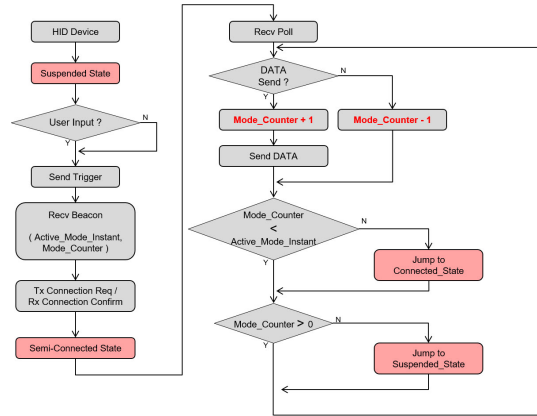 HID Device
Suspended State
User Input ?
N
Y
Send Trigger
Recv Beacon
( Active_Mode_Instant,
Mode_Counter )
Tx Connection Req /
Rx Connection Confirm
Semi-Connected State
Recv Poll
DATA
Send ?
N
Y
Mode_Counter + 1
Mode_Counter - 1
Send DATA
Mode_Counter
<
Active_Mode_Instant
N
Y
Jump to
Connected_State
Mode_Counter > 0
N
Y
Jump to
Suspended_State